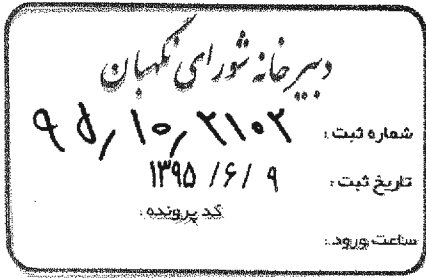 دبیرخانه شورای نگهبان
شماره ثبت: ۹۵/۱۰/۲۱۰۲
تاریخ ثبت: ۱۳۹۵/۶/۹
کد پرونده:
ساعت ورود: